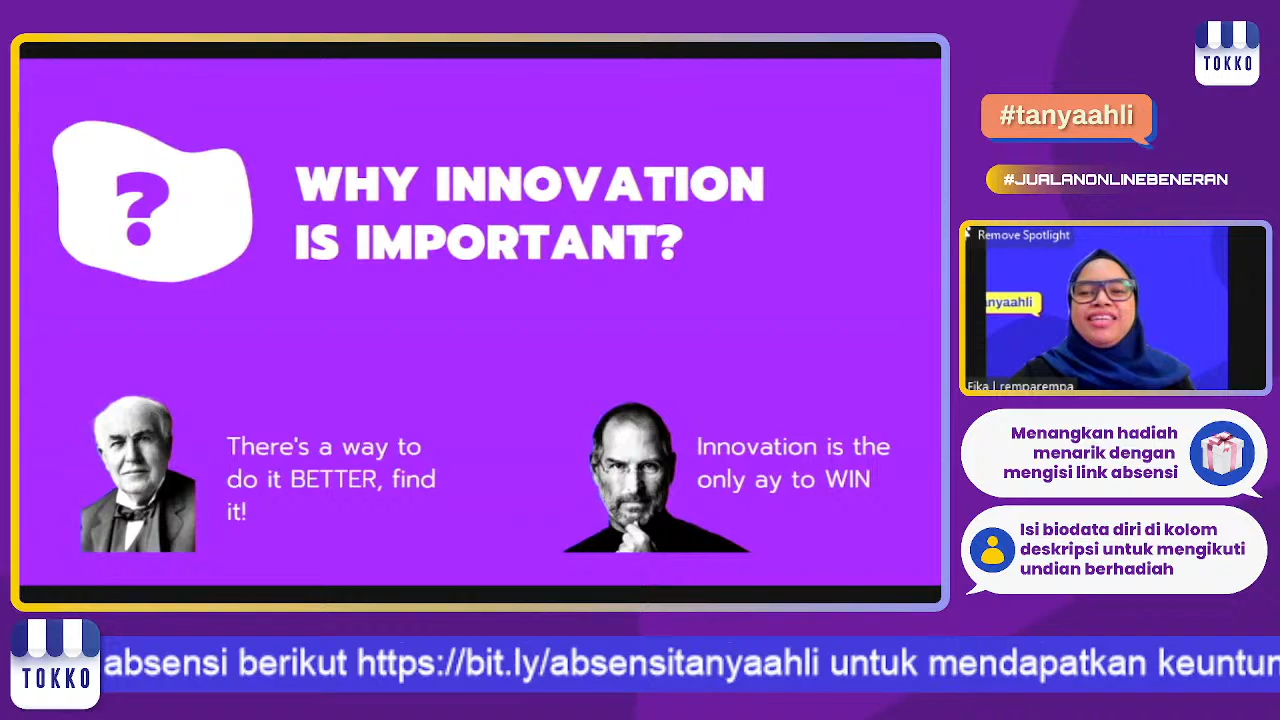 ?
WHY INNOVATION
IS IMPORTANT?
There's a way to
do it BETTER, find
it!
Innovation is the
only ay to WIN
TOKKO
#tanyaahli
#JUALANONLINEBENERAN
Remove Spotlight
anyaahli
Fika | remparempa
Menangkan hadiah
menarik dengan
mengisi link absensi
Isi biodata diri di kolom
deskripsi untuk mengikuti
undian berhadiah
TOKKO
absensi berikut https://bit.ly/absensitanyaahli untuk mendapatkan keuntun